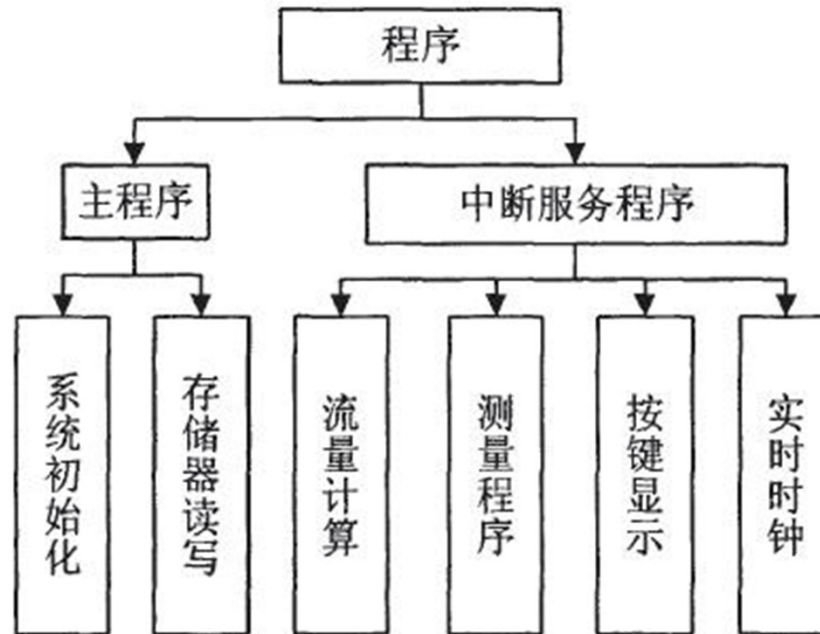 程序
主程序
中断服务程序
系统初始化
存储器读写
流量计算
测量程序
按键显示
实时时钟